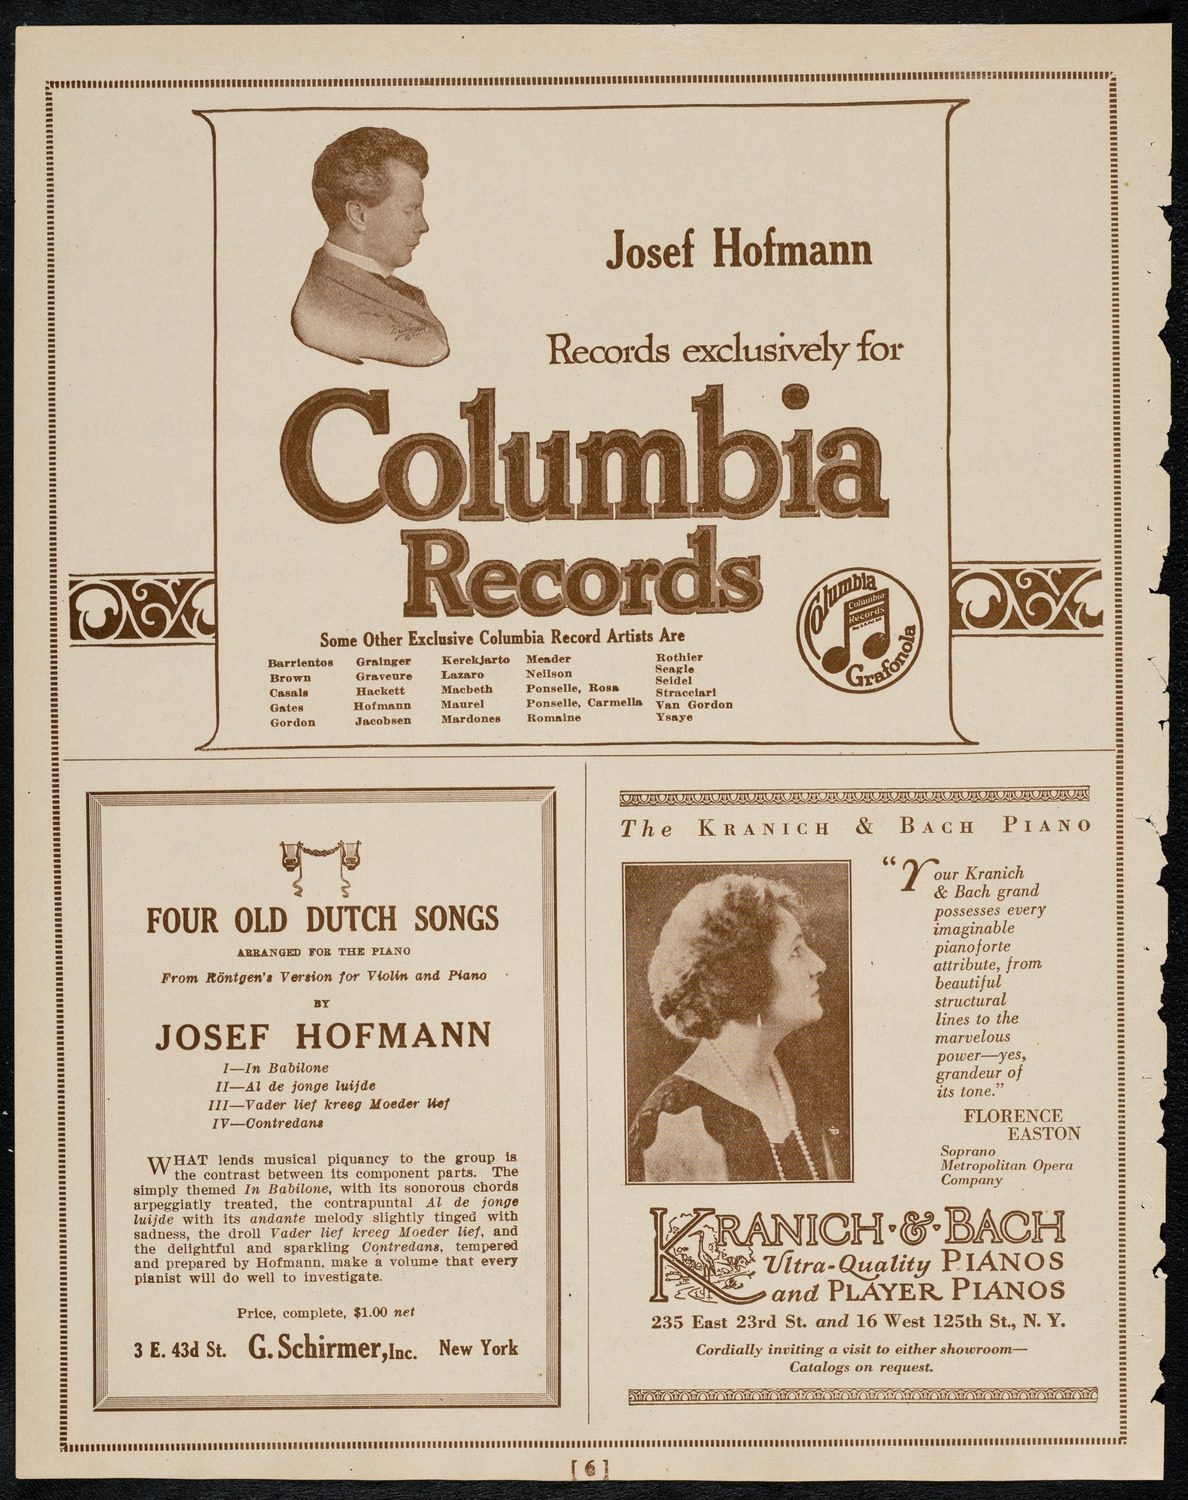 Josef Hofmann
Records exclusively for
Columbia
Records
Columbia
Columbia
Records
Grafonola
Some Other Exclusive Columbia Record Artists Are
Barrientos
Brown
Casals
Gates
Gordon
Grainger
Graveure
Hackett
Hofmann
Jacobsen
Kerekjarto
Lazaro
Macbeth
Maurel
Mardones
Meader
Neilson
Ponselle, Rosa
Ponselle, Carmella
Romaine
Rothier
Seagle
Seidel
Stracciari
Van Gordon
Ysaye
FOUR OLD DUTCH SONGS
ARRANGED FOR THE PIANO
From Röntgen's Version for Violin and Piano
BY
JOSEF HOFMANN
I—In Babilone
II—Al de jonge luijde
III—Vader lief kreeg Moeder lief
IV—Contredans
WHAT lends musical piquancy to the group is
the contrast between its component parts. The
simply themed In Babilone, with its sonorous chords
arpeggiatly treated, the contrapuntal Al de jonge
luijde with its andante melody slightly tinged with
sadness, the droll Vader lief kreeg Moeder lief, and
the delightful and sparkling Contredans, tempered
and prepared by Hofmann, make a volume that every
pianist will do well to investigate.
Price, complete, $1.00 net
3 E. 43d St. G. Schirmer, Inc. New York
The KRANICH & BACH PIANO
"Your Kranich
& Bach grand
possesses every
imaginable
pianoforte
attribute, from
beautiful
structural
lines to the
marvelous
power—yes,
grandeur of
its tone."
FLORENCE
EASTON
Soprano
Metropolitan Opera
Company
KRANICH·&·BACH
Ultra-Quality PIANOS
and PLAYER PIANOS
235 East 23rd St. and 16 West 125th St., N. Y.
Cordially inviting a visit to either showroom—
Catalogs on request.
[6]